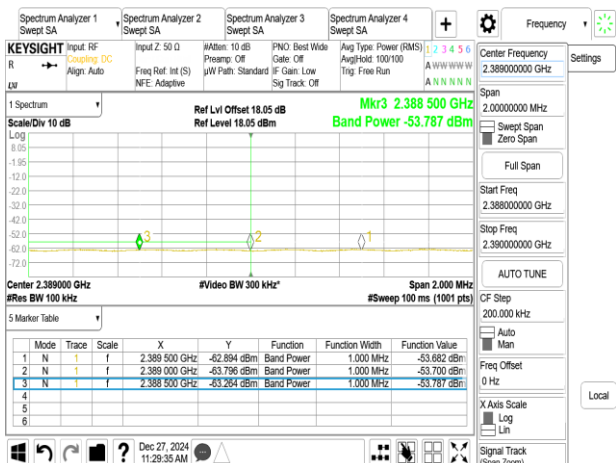 Spectrum Analyzer 1
Swept SA
Spectrum Analyzer 2
Swept SA
Spectrum Analyzer 3
Swept SA
Spectrum Analyzer 4
Swept SA
+
Frequency
KEYSIGHT
R
Input: RF
Coupling: DC
Align: Auto
Input Z: 50 Ω
Freq Ref: Int (S)
NFE: Adaptive
#Atten: 10 dB
Preamp: Off
µW Path: Standard
PNO: Best Wide
Gate: Off
IF Gain: Low
Sig Track: Off
Avg Type: Power (RMS)
Avg|Hold: 100/100
Trig: Free Run
1 2 3 4 5 6
A W W W W W
A N N N N N
1 Spectrum
Scale/Div 10 dB
Ref Lvl Offset 18.05 dB
Ref Level 18.05 dBm
Mkr3 2.388 500 GHz
Band Power -53.787 dBm
Log
8.05
-1.95
-12.0
-22.0
-32.0
-42.0
-52.0
-62.0
-72.0
3
2
1
Center 2.389000 GHz
#Video BW 300 kHz*
Span 2.000 MHz
#Res BW 100 kHz
#Sweep 100 ms (1001 pts)
5 Marker Table
Mode Trace Scale X Y Function Function Width Function Value
1 N 1 f 2.389 500 GHz -62.894 dBm Band Power 1.000 MHz -53.682 dBm
2 N 1 f 2.389 000 GHz -63.796 dBm Band Power 1.000 MHz -53.700 dBm
3 N 1 f 2.388 500 GHz -63.264 dBm Band Power 1.000 MHz -53.787 dBm
4
5
6
?
Dec 27, 2024
11:29:35 AM
Center Frequency
2.389000000 GHz
Settings
Span
2.00000000 MHz
Swept Span
Zero Span
Full Span
Start Freq
2.388000000 GHz
Stop Freq
2.390000000 GHz
AUTO TUNE
CF Step
200.000 kHz
Auto
Man
Freq Offset
0 Hz
Local
X Axis Scale
Log
Lin
Signal Track
(Span Zoom)